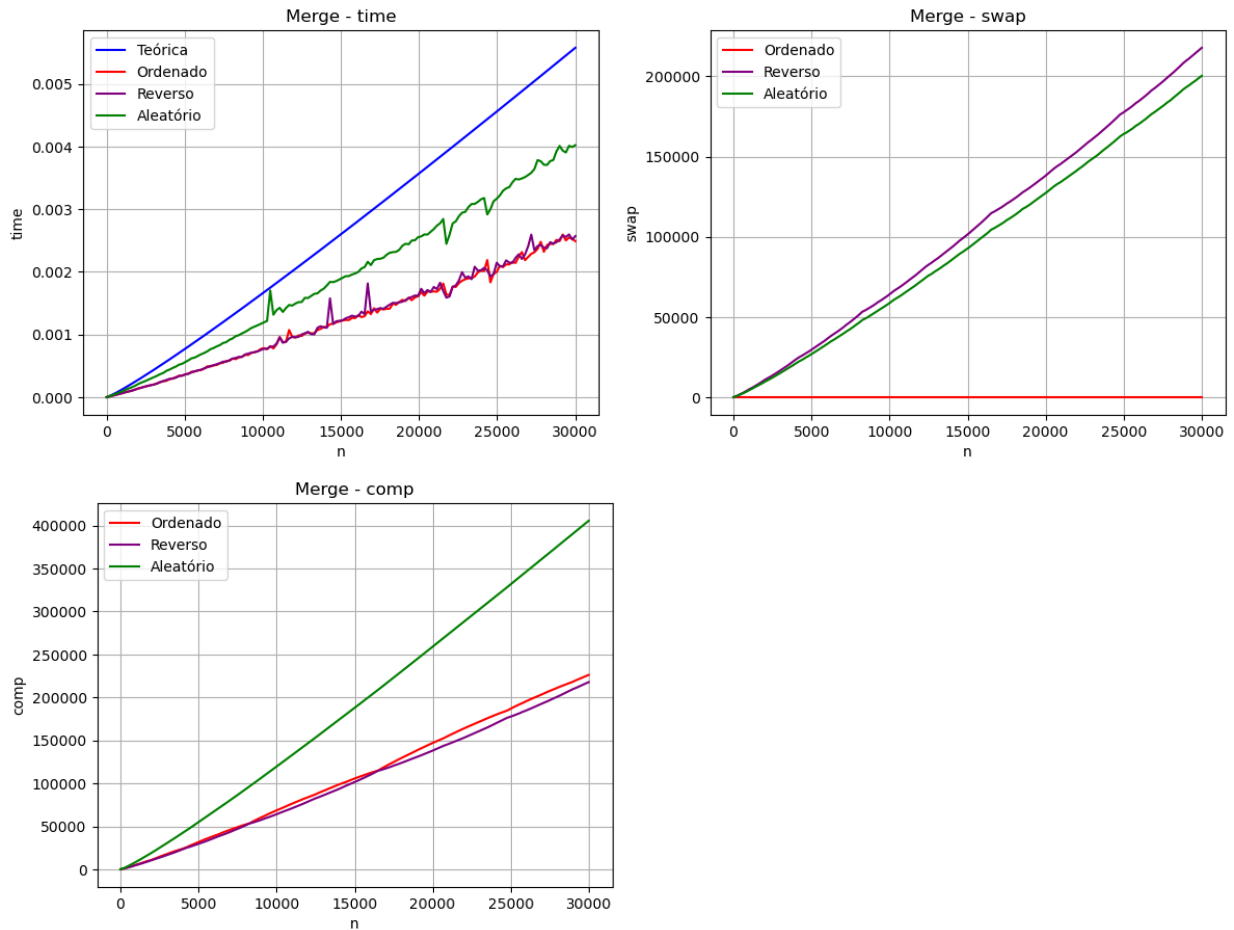 Merge - time
Teórica
Ordenado
Reverso
Aleatório
0.005
0.004
0.003
0.002
0.001
0.000
time
0 5000 10000 15000 20000 25000 30000
n
Merge - swap
Ordenado
Reverso
Aleatório
200000
150000
100000
50000
0
swap
0 5000 10000 15000 20000 25000 30000
n
Merge - comp
Ordenado
Reverso
Aleatório
400000
350000
300000
250000
200000
150000
100000
50000
0
comp
0 5000 10000 15000 20000 25000 30000
n